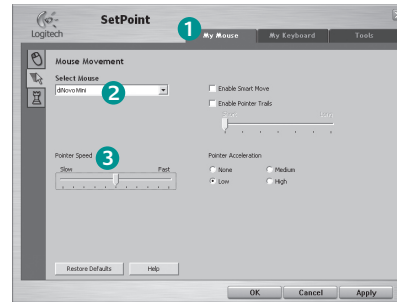 Logitech
SetPoint
1
My Mouse
My Keyboard
Tools
Mouse Movement
Select Mouse
diNovo Mini
2
Enable Smart Move
Enable Pointer Trails
Short
Long
Pointer Speed
3
Slow
Fast
Pointer Acceleration
None
Medium
Low
High
Restore Defaults
Help
OK
Cancel
Apply